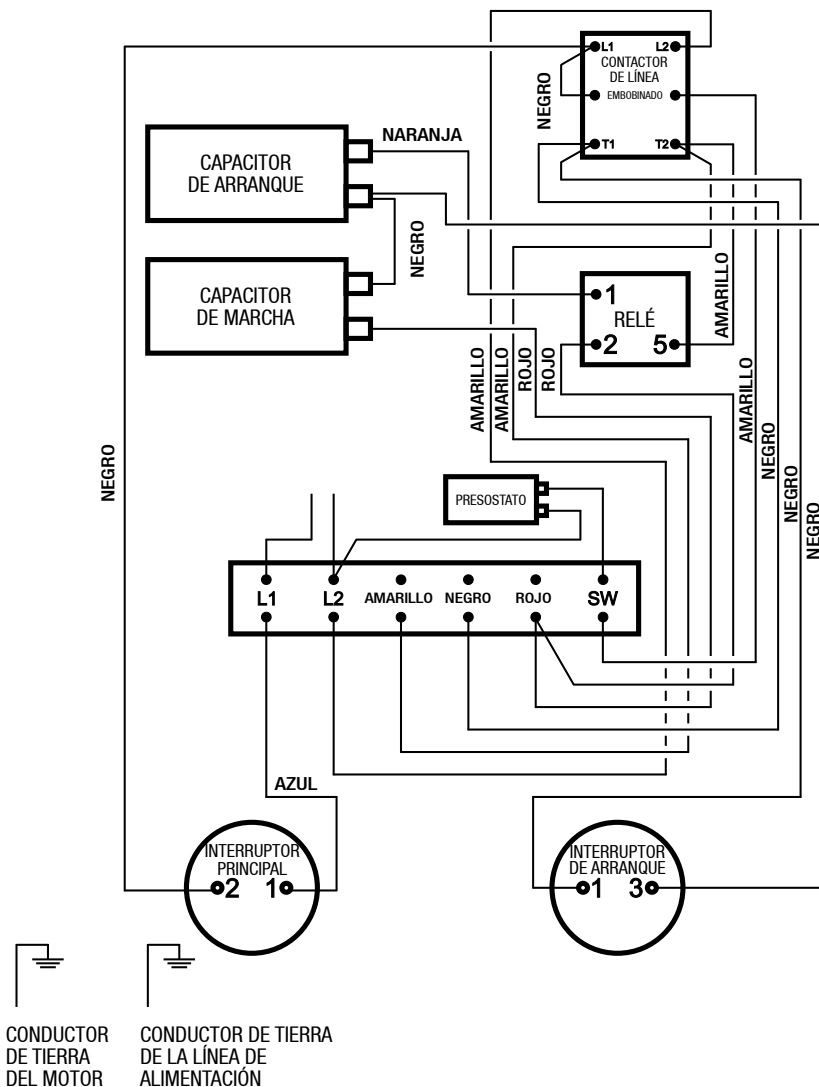 L1 L2
CONTACTOR
DE LÍNEA
EMBOBINADO
T1 T2
NEGRO
NARANJA
CAPACITOR
DE ARRANQUE
NEGRO
CAPACITOR
DE MARCHA
1
RELÉ
2 5
AMARILLO
AMARILLO
AMARILLO
ROJO
ROJO
AMARILLO
NEGRO
NEGRO
NEGRO
NEGRO
PRESOSTATO
L1 L2 AMARILLO NEGRO ROJO SW
AZUL
INTERRUPTOR
PRINCIPAL
2 1
INTERRUPTOR
DE ARRANQUE
1 3
CONDUCTOR
DE TIERRA
DEL MOTOR
CONDUCTOR DE TIERRA
DE LA LÍNEA DE
ALIMENTACIÓN